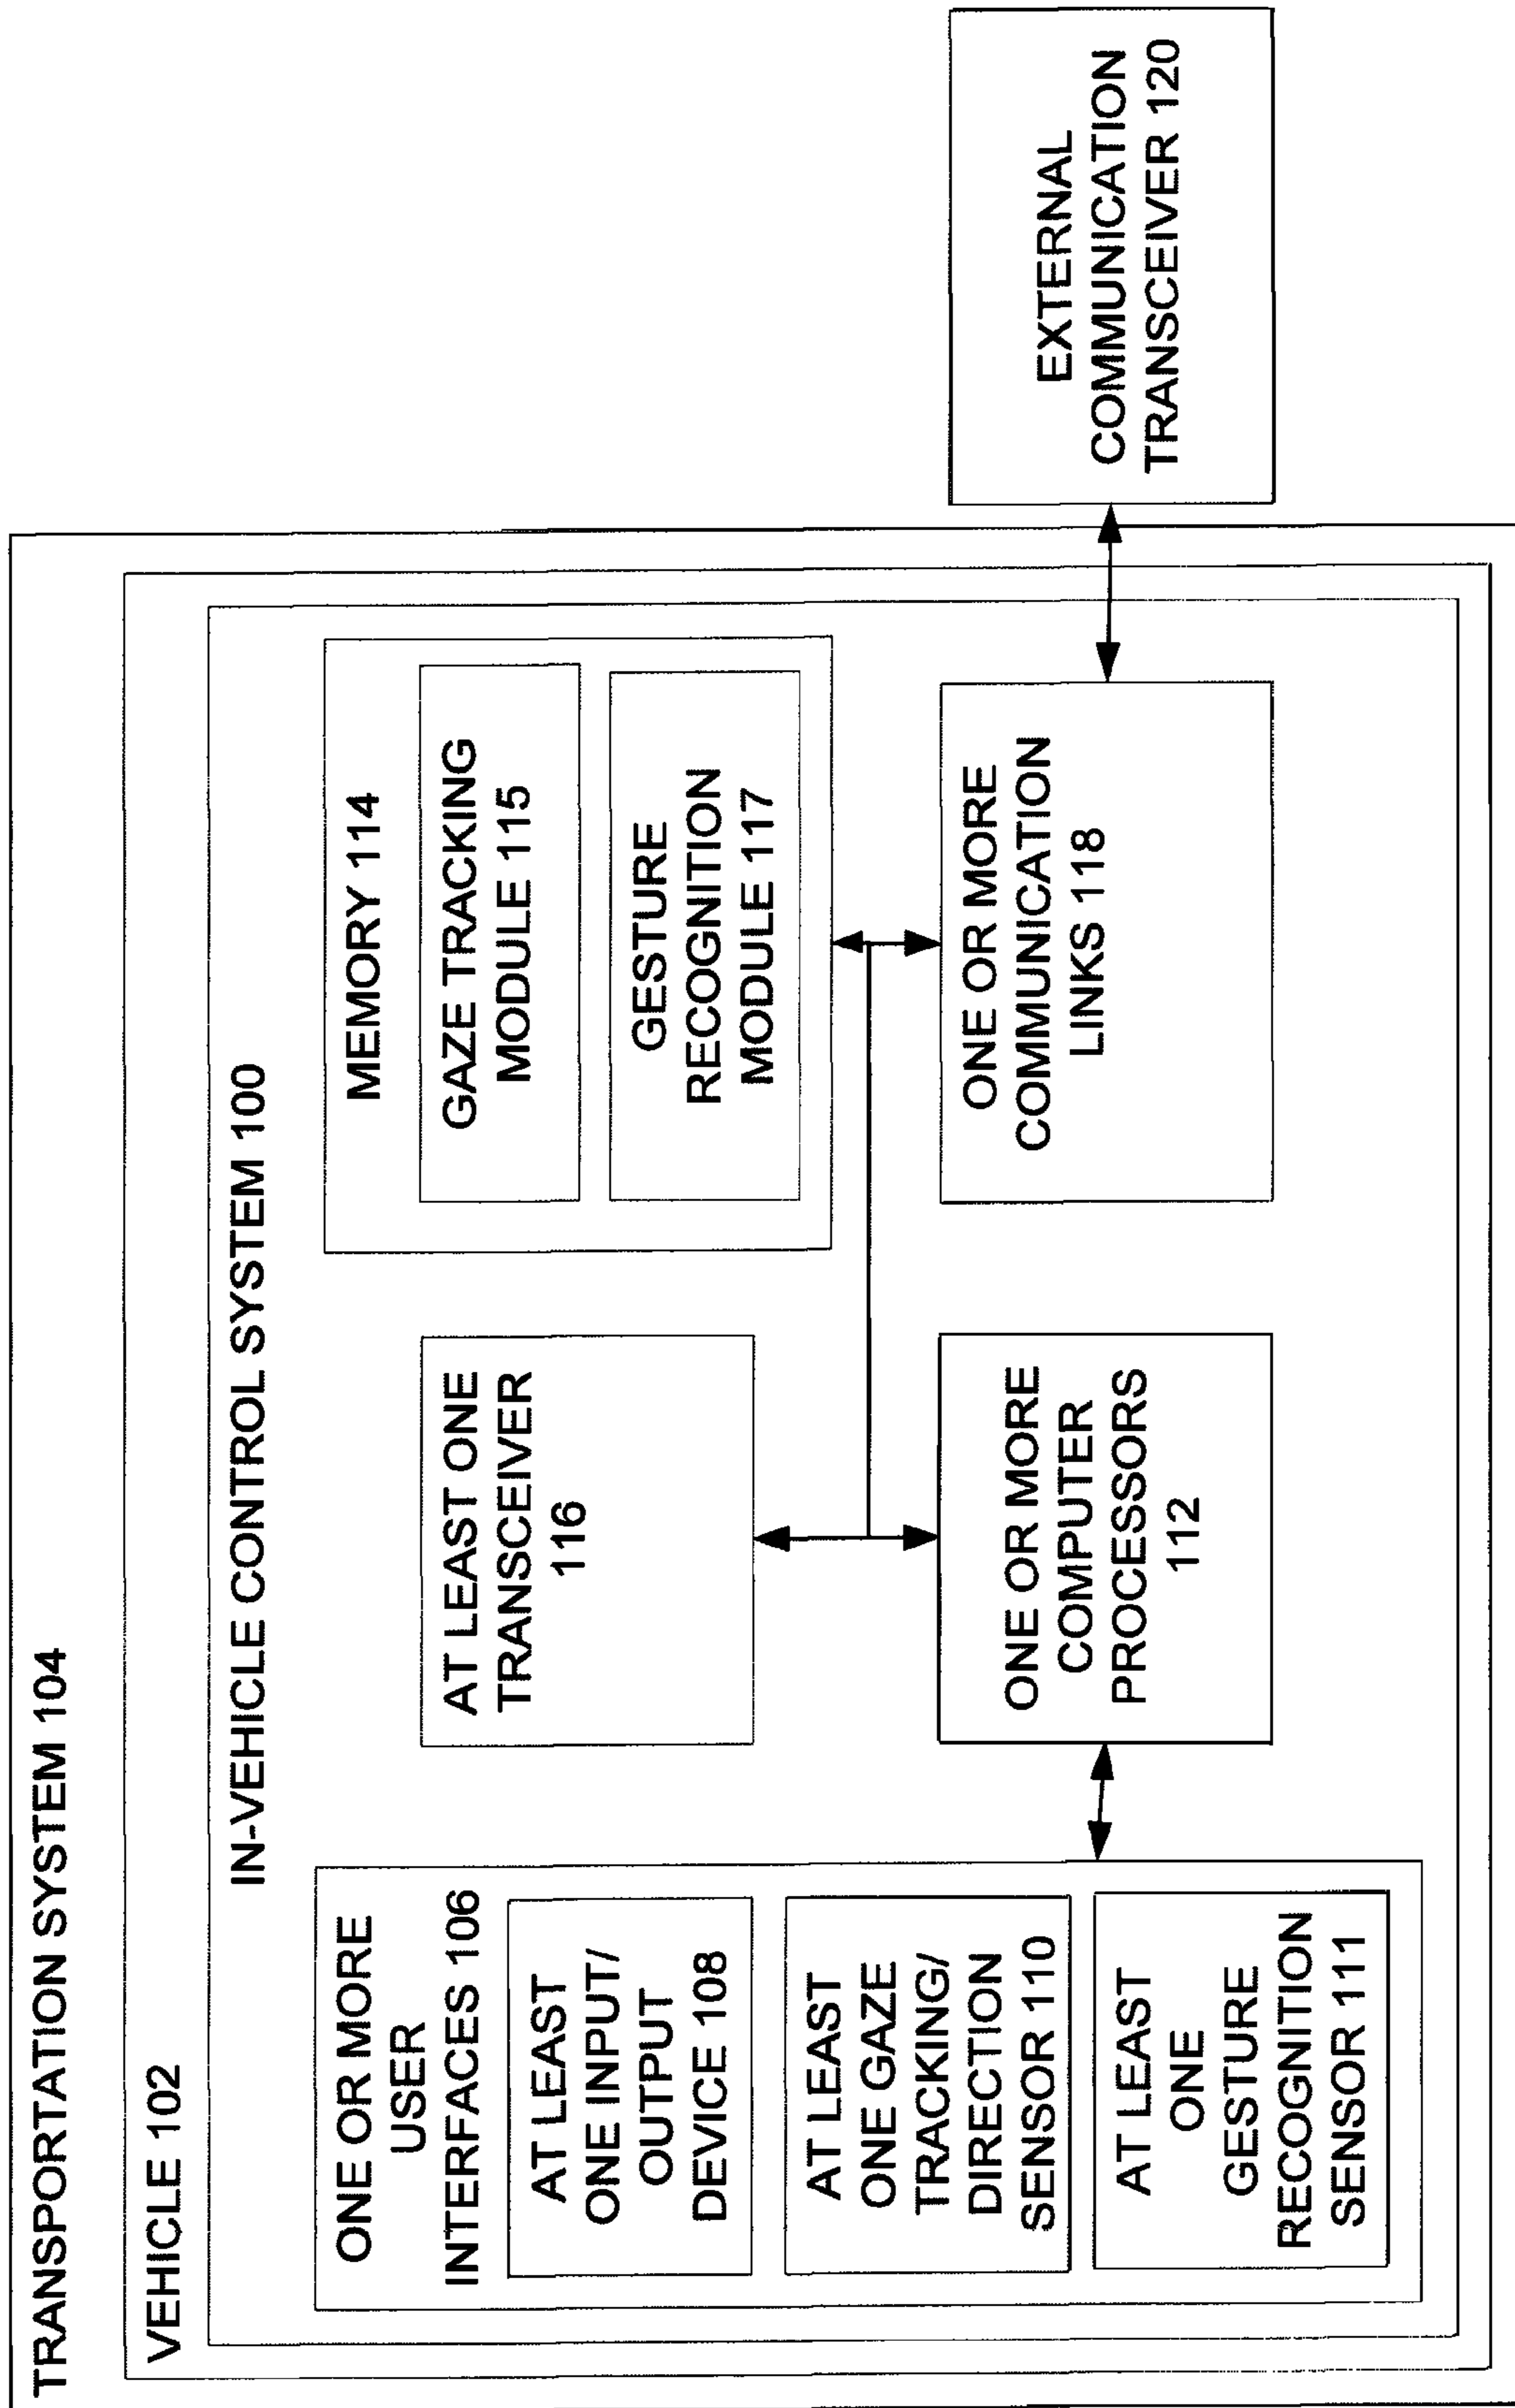 TRANSPORTATION SYSTEM 104
VEHICLE 102
IN-VEHICLE CONTROL SYSTEM 100
ONE OR MORE
USER
INTERFACES 106
AT LEAST
ONE INPUT/
OUTPUT
DEVICE 108
AT LEAST
ONE GAZE
TRACKING/
DIRECTION
SENSOR 110
AT LEAST
ONE
GESTURE
RECOGNITION
SENSOR 111
AT LEAST ONE
TRANSCEIVER
116
ONE OR MORE
COMPUTER
PROCESSORS
112
MEMORY 114
GAZE TRACKING
MODULE 115
GESTURE
RECOGNITION
MODULE 117
ONE OR MORE
COMMUNICATION
LINKS 118
EXTERNAL
COMMUNICATION
TRANSCEIVER 120